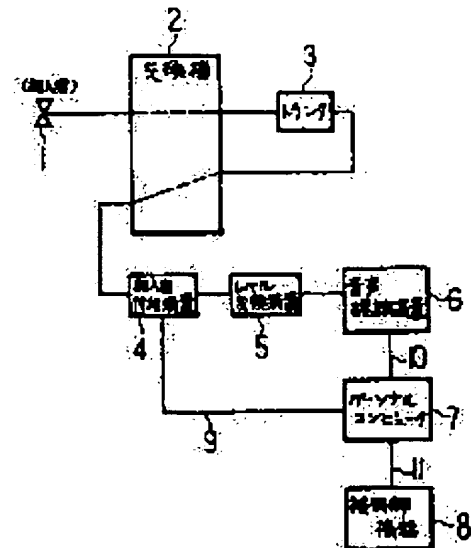 2
交換機
3
(加入者)
トランク
加入者
付地装置
レベル
変換装置
音声
認識装置
6
4
5
10
パーソナル
コンピュータ
7
9
11
被制御
機器
8